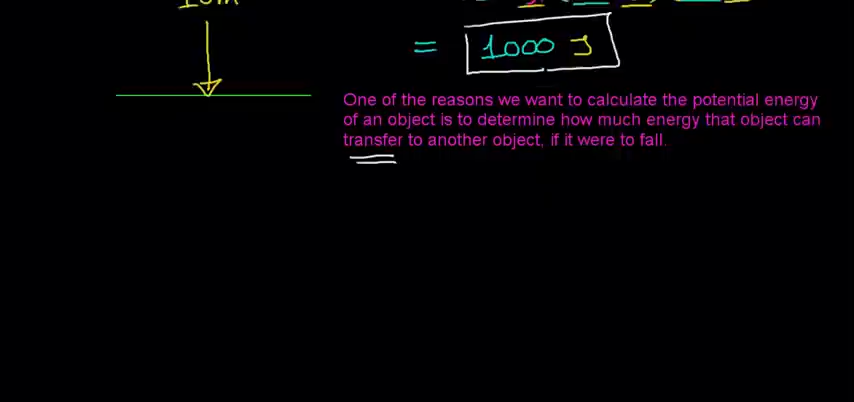 = 1000 J
One of the reasons we want to calculate the potential energy
of an object is to determine how much energy that object can
transfer to another object, if it were to fall.